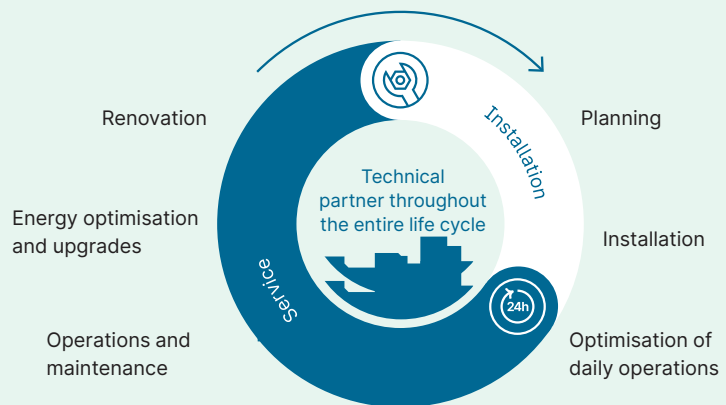 Renovation
Planning
Installation
Technical
partner throughout
the entire life cycle
Energy optimisation
and upgrades
Installation
Service
24h
Operations and
maintenance
Optimisation of
daily operations